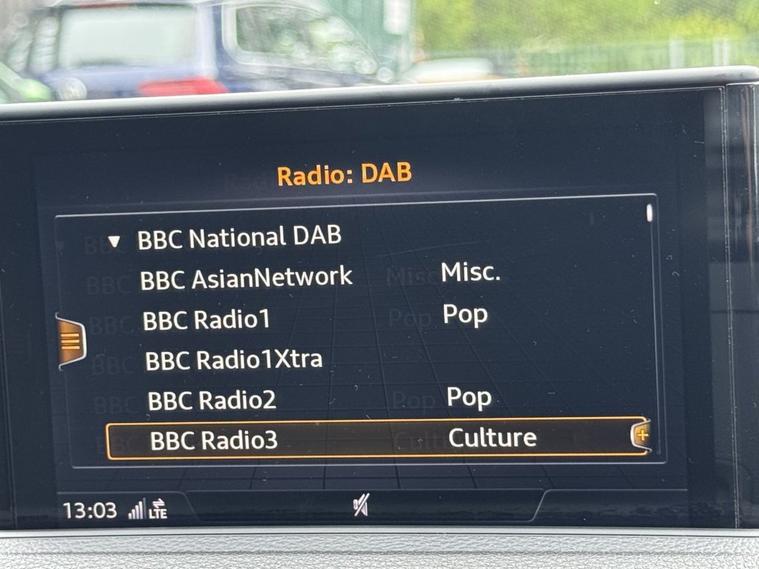 Radio: DAB
BBC National DAB
BBC AsianNetwork Misc.
BBC Radio1 Pop
BBC Radio1Xtra
BBC Radio2 Pop
BBC Radio3 Culture
13:03 LTE